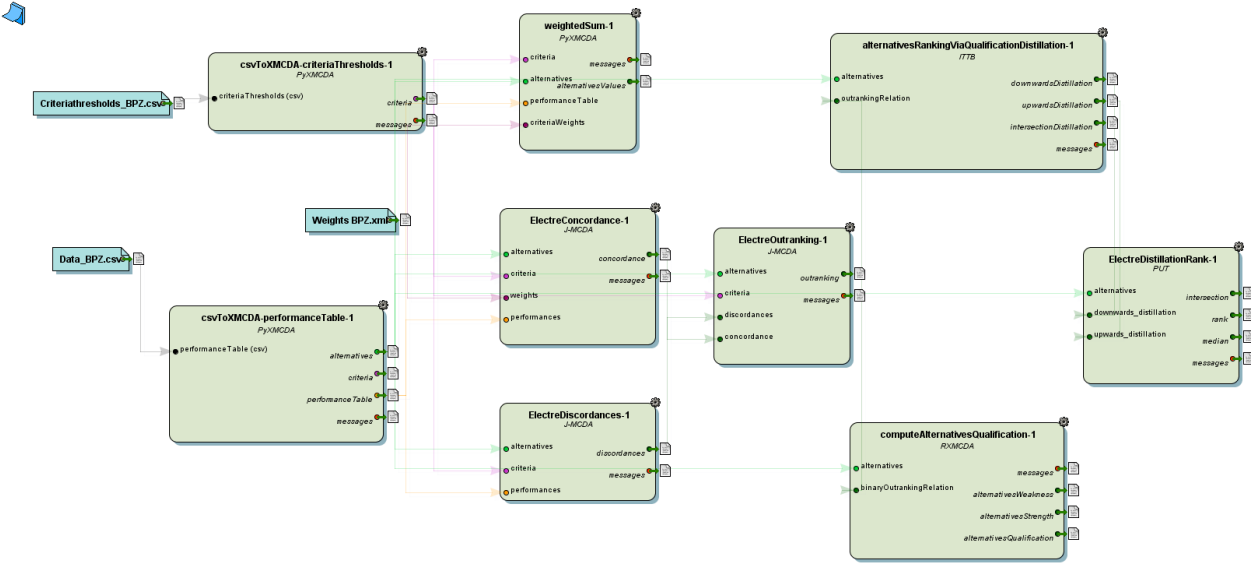 Criteriathresholds_BPZ.csv
csvToXMCDA-criteriaThresholds-1
PyXMCDA
criteriaThresholds (csv)
criteria
messages
weightedSum-1
PyXMCDA
criteria
messages
alternatives
alternativesValues
performanceTable
criteriaWeights
alternativesRankingViaQualificationDistillation-1
ITTB
alternatives
downwardsDistillation
outrankingRelation
upwardsDistillation
intersectionDistillation
messages
Weights BPZ.xml
Data_BPZ.csv
csvToXMCDA-performanceTable-1
PyXMCDA
performanceTable (csv)
alternatives
criteria
performanceTable
messages
ElectreConcordance-1
J-MCDA
alternatives
concordance
criteria
messages
weights
performances
ElectreOutranking-1
J-MCDA
alternatives
outranking
criteria
messages
discordances
concordance
ElectreDistillationRank-1
PUT
alternatives
intersection
downwards_distillation
rank
upwards_distillation
median
messages
ElectreDiscordances-1
J-MCDA
alternatives
discordances
criteria
messages
performances
computeAlternativesQualification-1
RXMCDA
alternatives
messages
binaryOutrankingRelation
alternativesWeakness
alternativesStrength
alternativesQualification